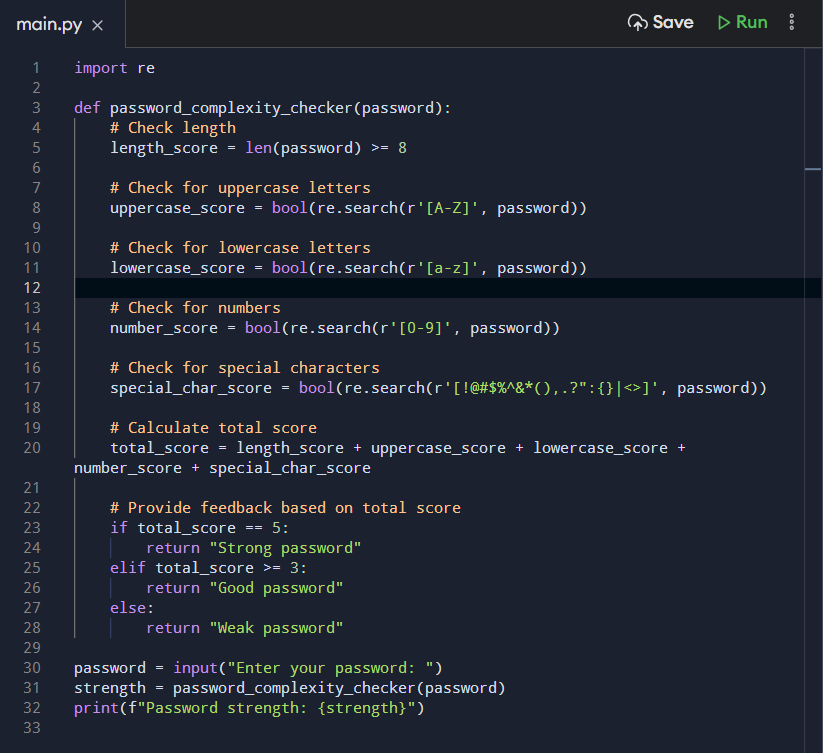 main.py ×
Save
Run
1 import re
2
3 def password_complexity_checker(password):
4     # Check length
5     length_score = len(password) >= 8
6
7     # Check for uppercase letters
8     uppercase_score = bool(re.search(r'[A-Z]', password))
9
10     # Check for lowercase letters
11     lowercase_score = bool(re.search(r'[a-z]', password))
12
13     # Check for numbers
14     number_score = bool(re.search(r'[0-9]', password))
15
16     # Check for special characters
17     special_char_score = bool(re.search(r'[!@#$%^&*(),.?":{}|<>]', password))
18
19     # Calculate total score
20     total_score = length_score + uppercase_score + lowercase_score +
number_score + special_char_score
21
22     # Provide feedback based on total score
23     if total_score == 5:
24         return "Strong password"
25     elif total_score >= 3:
26         return "Good password"
27     else:
28         return "Weak password"
29
30 password = input("Enter your password: ")
31 strength = password_complexity_checker(password)
32 print(f"Password strength: {strength}")
33